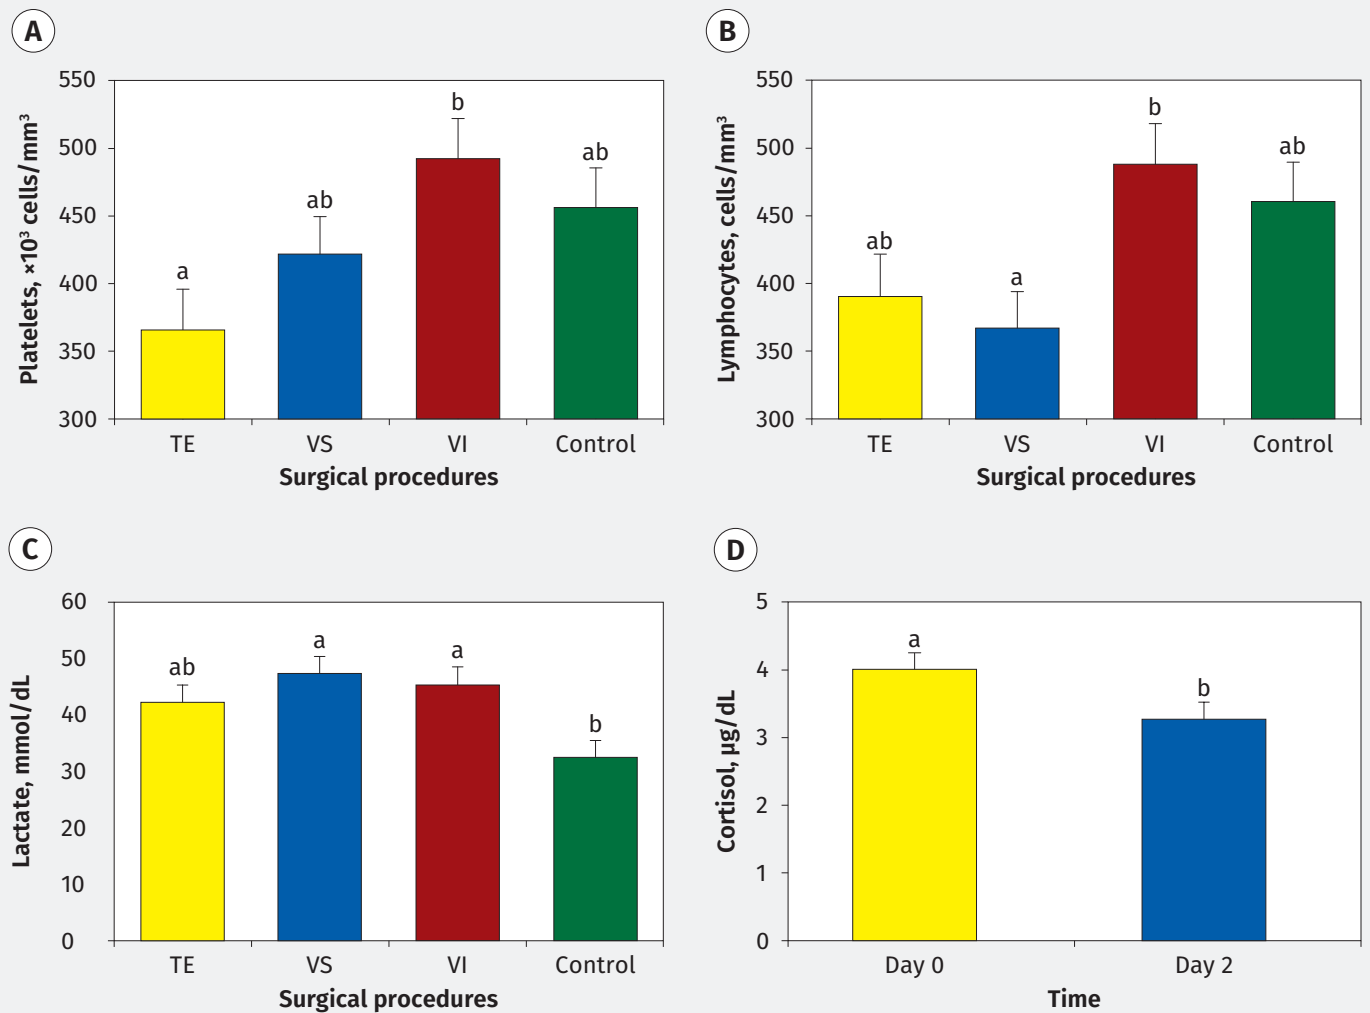 A
Platelets, ×10³ cells/mm³
550
500
450
400
350
300
a
ab
b
ab
TE VS VI Control
Surgical procedures
B
Lymphocytes, cells/mm³
550
500
450
400
350
300
ab
a
b
ab
TE VS VI Control
Surgical procedures
C
Lactate, mmol/dL
60
50
40
30
20
10
0
ab
a
a
b
TE VS VI Control
Surgical procedures
D
Cortisol, µg/dL
5
4
3
2
1
0
a
b
Day 0 Day 2
Time